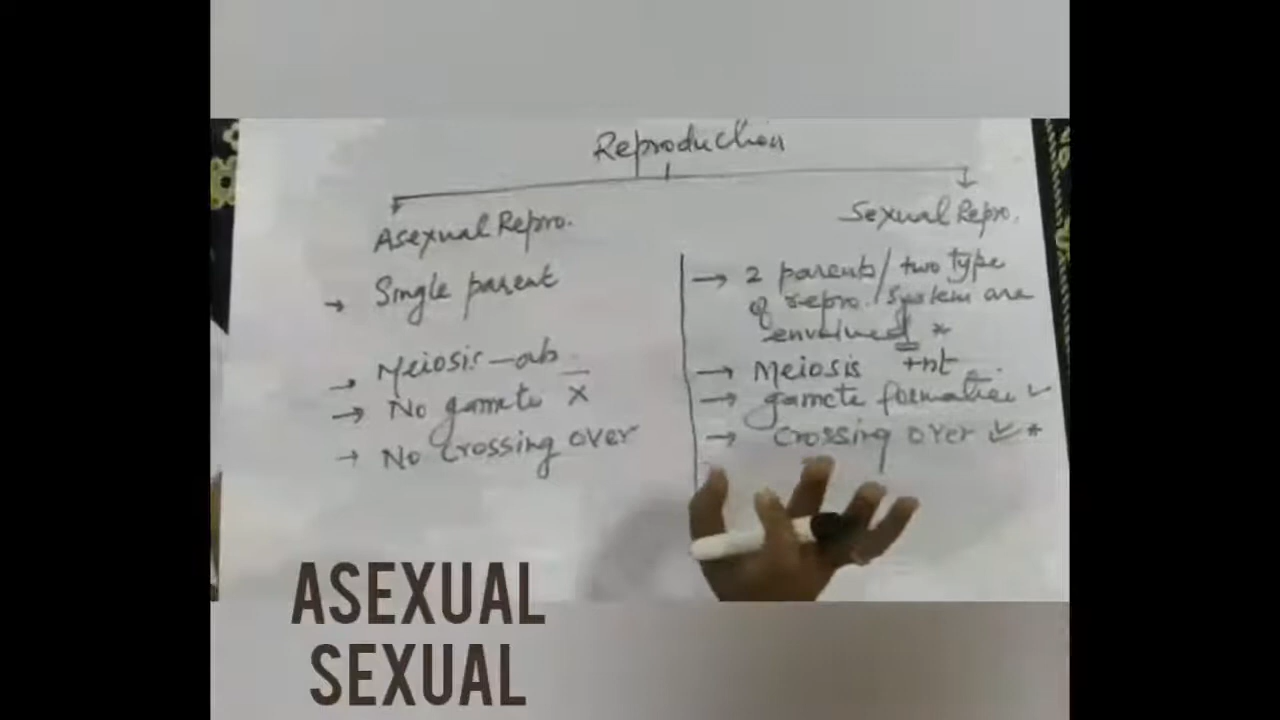 Reproduction
Asexual Repro.
→ Single parent
→ Meiosis - ab
→ No gamete X
→ No Crossing over
Sexual Repro.
→ 2 parents/two type
of repro. system are
envolved *
→ Meiosis +nt
→ gamete formation ✓
→ Crossing over ✓*
ASEXUAL
SEXUAL